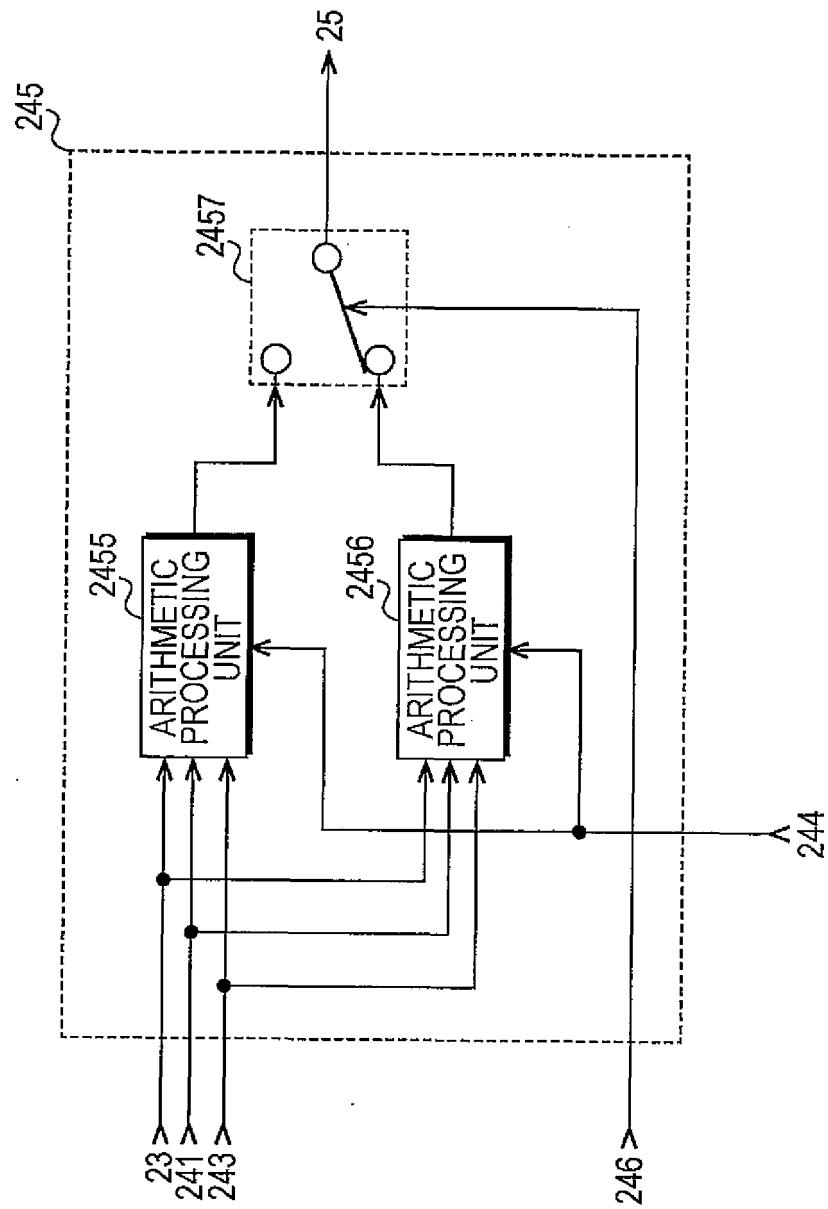 245
25
2457
2455
ARITHMETIC
PROCESSING
UNIT
2456
ARITHMETIC
PROCESSING
UNIT
23
241
243
244
246